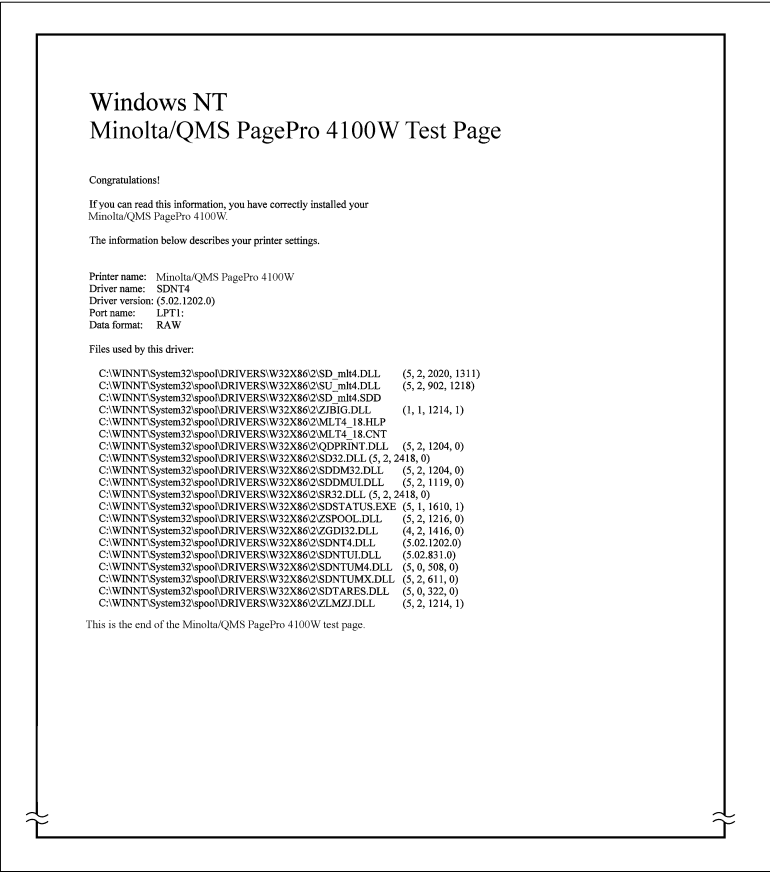 Windows NT
Minolta/QMS PagePro 4100W Test Page
Congratulations!
If you can read this information, you have correctly installed your
Minolta/QMS PagePro 4100W.
The information below describes your printer settings.
Printer name: Minolta/QMS PagePro 4100W
Driver name: SDNT4
Driver version: (5.02.1202.0)
Port name: LPT1:
Data format: RAW
Files used by this driver:
C:\WINNT\System32\spool\DRIVERS\W32X86\2\SD_mlt4.DLL (5, 2, 2020, 1311)
C:\WINNT\System32\spool\DRIVERS\W32X86\2\SU_mlt4.DLL (5, 2, 902, 1218)
C:\WINNT\System32\spool\DRIVERS\W32X86\2\SD_mlt4.SDD
C:\WINNT\System32\spool\DRIVERS\W32X86\2\ZJBIG.DLL (1, 1, 1214, 1)
C:\WINNT\System32\spool\DRIVERS\W32X86\2\MLT4_18.HLP
C:\WINNT\System32\spool\DRIVERS\W32X86\2\MLT4_18.CNT
C:\WINNT\System32\spool\DRIVERS\W32X86\2\QDPRINT.DLL (5, 2, 1204, 0)
C:\WINNT\System32\spool\DRIVERS\W32X86\2\SD32.DLL (5, 2, 2418, 0)
C:\WINNT\System32\spool\DRIVERS\W32X86\2\SDDM32.DLL (5, 2, 1204, 0)
C:\WINNT\System32\spool\DRIVERS\W32X86\2\SDDMUI.DLL (5, 2, 1119, 0)
C:\WINNT\System32\spool\DRIVERS\W32X86\2\SR32.DLL (5, 2, 2418, 0)
C:\WINNT\System32\spool\DRIVERS\W32X86\2\SDSTATUS.EXE (5, 1, 1610, 1)
C:\WINNT\System32\spool\DRIVERS\W32X86\2\ZSPOOL.DLL (5, 2, 1216, 0)
C:\WINNT\System32\spool\DRIVERS\W32X86\2\ZGDI32.DLL (4, 2, 1416, 0)
C:\WINNT\System32\spool\DRIVERS\W32X86\2\SDNT4.DLL (5.02.1202.0)
C:\WINNT\System32\spool\DRIVERS\W32X86\2\SDNTUI.DLL (5.02.831.0)
C:\WINNT\System32\spool\DRIVERS\W32X86\2\SDNTUM4.DLL (5, 0, 508, 0)
C:\WINNT\System32\spool\DRIVERS\W32X86\2\SDNTUMX.DLL (5, 2, 611, 0)
C:\WINNT\System32\spool\DRIVERS\W32X86\2\SDTARES.DLL (5, 0, 322, 0)
C:\WINNT\System32\spool\DRIVERS\W32X86\2\ZLMZJ.DLL (5, 2, 1214, 1)
This is the end of the Minolta/QMS PagePro 4100W test page.